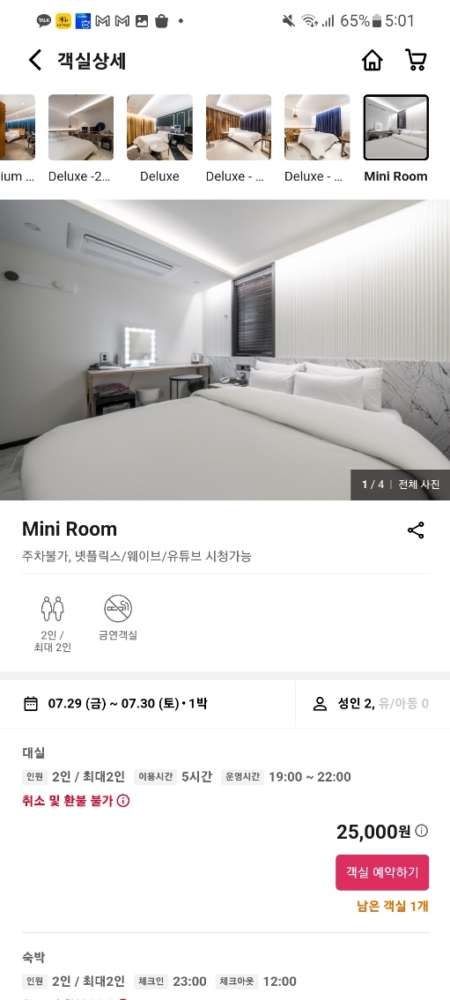 TALK
65% 5:01
객실상세
ium ...
Deluxe -2...
Deluxe
Deluxe - ...
Deluxe - ...
Mini Room
1 / 4 | 전체 사진
Mini Room
주차불가, 넷플릭스/웨이브/유튜브 시청가능
2인 /
최대 2인
금연객실
07.29 (금) ~ 07.30 (토) • 1박
성인 2, 유/아동 0
대실
인원 2인 / 최대2인 이용시간 5시간 운영시간 19:00 ~ 22:00
취소 및 환불 불가
25,000원
객실 예약하기
남은 객실 1개
숙박
인원 2인 / 최대2인 체크인 23:00 체크아웃 12:00